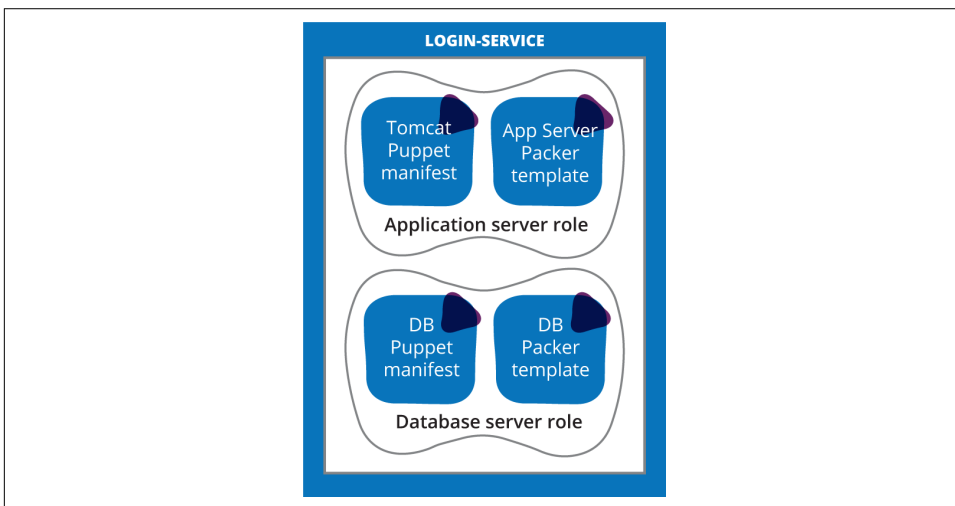 LOGIN-SERVICE
Tomcat
Puppet
manifest
App Server
Packer
template
Application server role
DB
Puppet
manifest
DB
Packer
template
Database server role